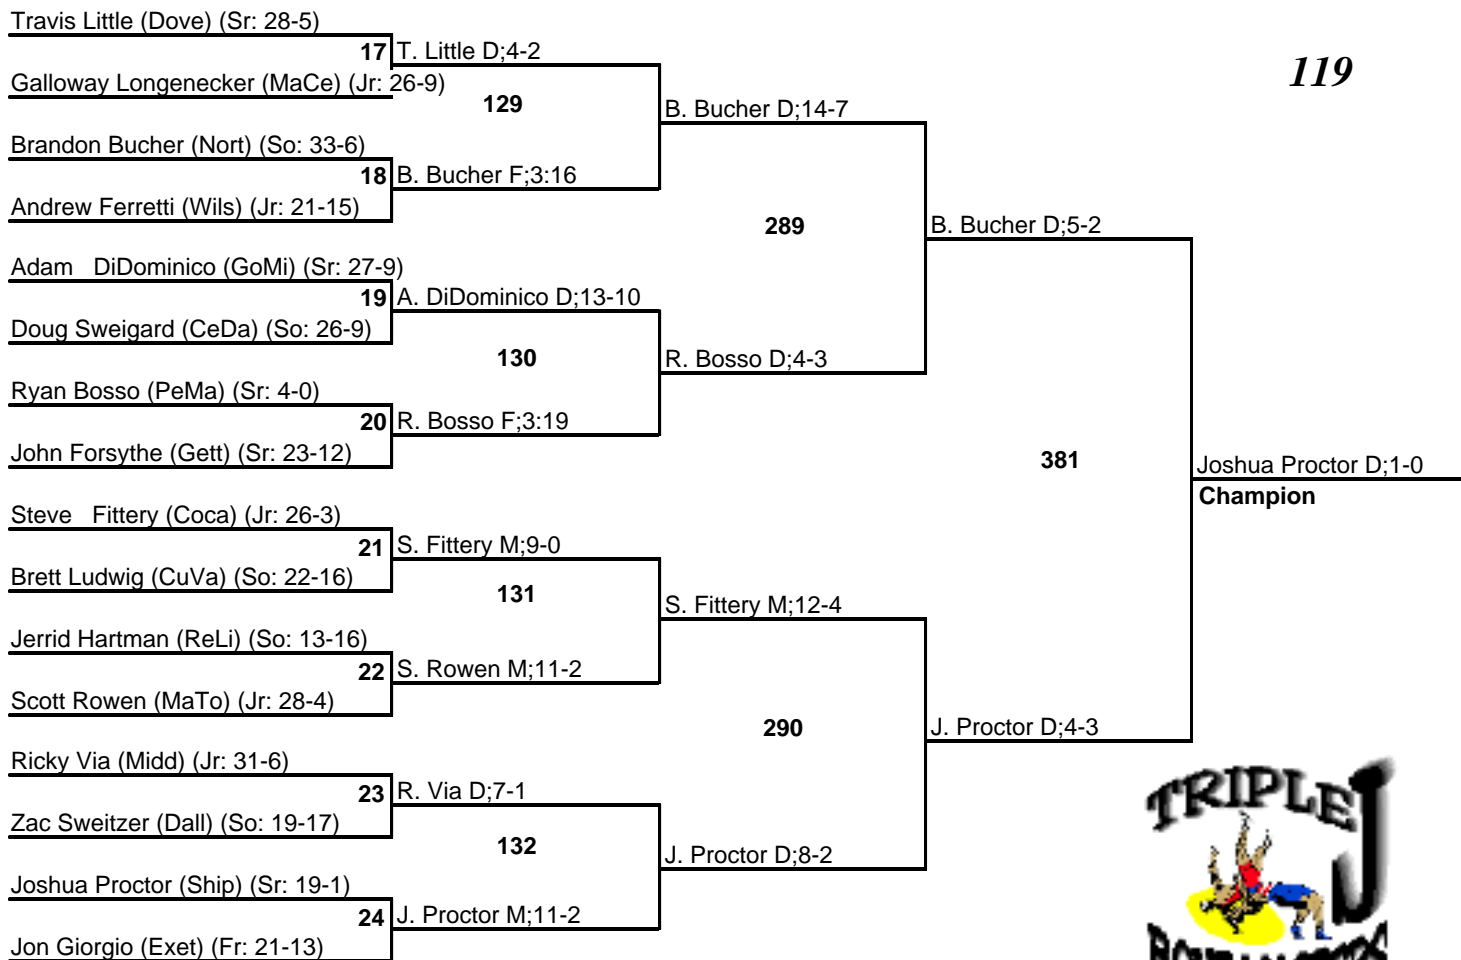 Travis Little (Dove) (Sr: 28-5)
17 T. Little D;4-2
119
Galloway Longenecker (MaCe) (Jr: 26-9)
129
B. Bucher D;14-7
Brandon Bucher (Nort) (So: 33-6)
18 B. Bucher F;3:16
Andrew Ferretti (Wils) (Jr: 21-15)
289
B. Bucher D;5-2
Adam   DiDominico (GoMi) (Sr: 27-9)
19 A. DiDominico D;13-10
Doug Sweigard (CeDa) (So: 26-9)
130
R. Bosso D;4-3
Ryan Bosso (PeMa) (Sr: 4-0)
20 R. Bosso F;3:19
John Forsythe (Gett) (Sr: 23-12)
381
Joshua Proctor D;1-0
Champion
Steve   Fittery (Coca) (Jr: 26-3)
21 S. Fittery M;9-0
Brett Ludwig (CuVa) (So: 22-16)
131
S. Fittery M;12-4
Jerrid Hartman (ReLi) (So: 13-16)
22 S. Rowen M;11-2
Scott Rowen (MaTo) (Jr: 28-4)
290
J. Proctor D;4-3
Ricky Via (Midd) (Jr: 31-6)
23 R. Via D;7-1
Zac Sweitzer (Dall) (So: 19-17)
132
J. Proctor D;8-2
Joshua Proctor (Ship) (Sr: 19-1)
24 J. Proctor M;11-2
Jon Giorgio (Exet) (Fr: 21-13)
TRIPLE J